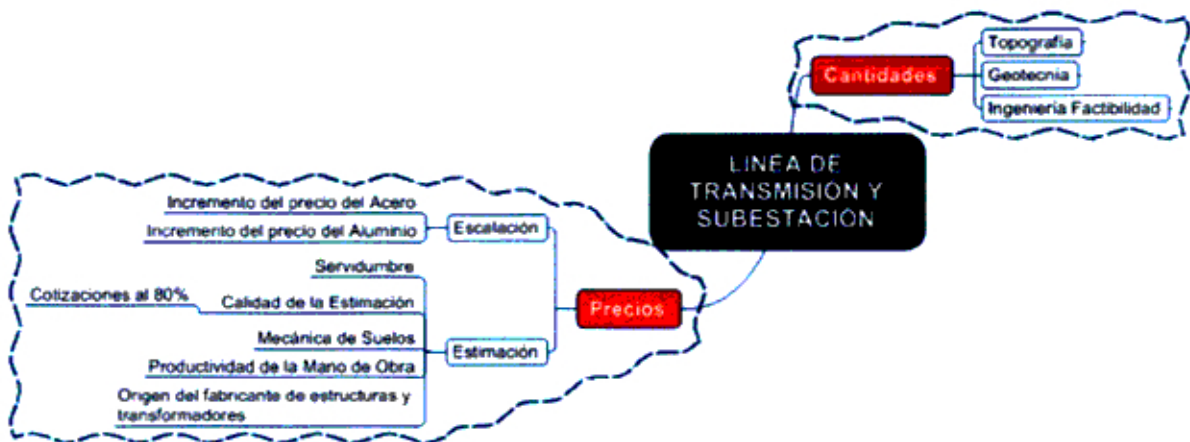 Topografía
Cantidades
Geotecnia
Ingeniería Factibilidad
LINEA DE
TRANSMISION Y
SUBESTACIÓN
Incremento del precio del Acero
Escalación
Incremento del precio del Aluminio
Servidumbre
Cotizaciones al 80%
Calidad de la Estimación
Precios
Mecánica de Suelos
Estimación
Productividad de la Mano de Obra
Origen del fabricante de estructuras y
transformadores